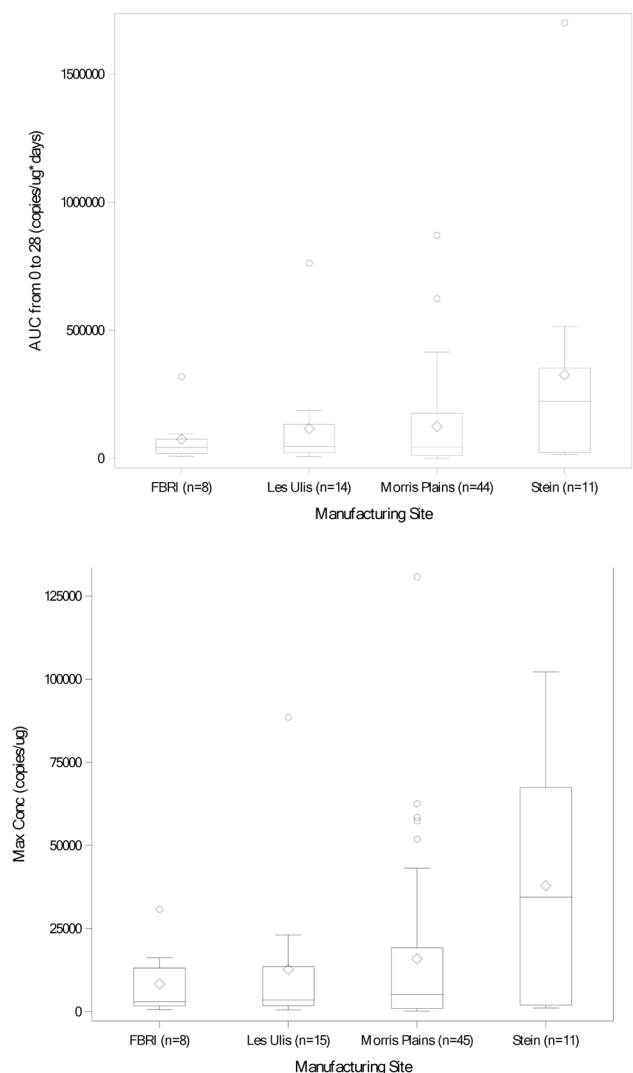 AUC from 0 to 28 (copies/ug*days)
1500000
1000000
500000
0
FBRI (n=8) Les Ulis (n=14) Morris Plains (n=44) Stein (n=11)
Manufacturing Site
Max Conc (copies/ug)
125000
100000
75000
50000
25000
0
FBRI (n=8) Les Ulis (n=15) Morris Plains (n=45) Stein (n=11)
Manufacturing Site